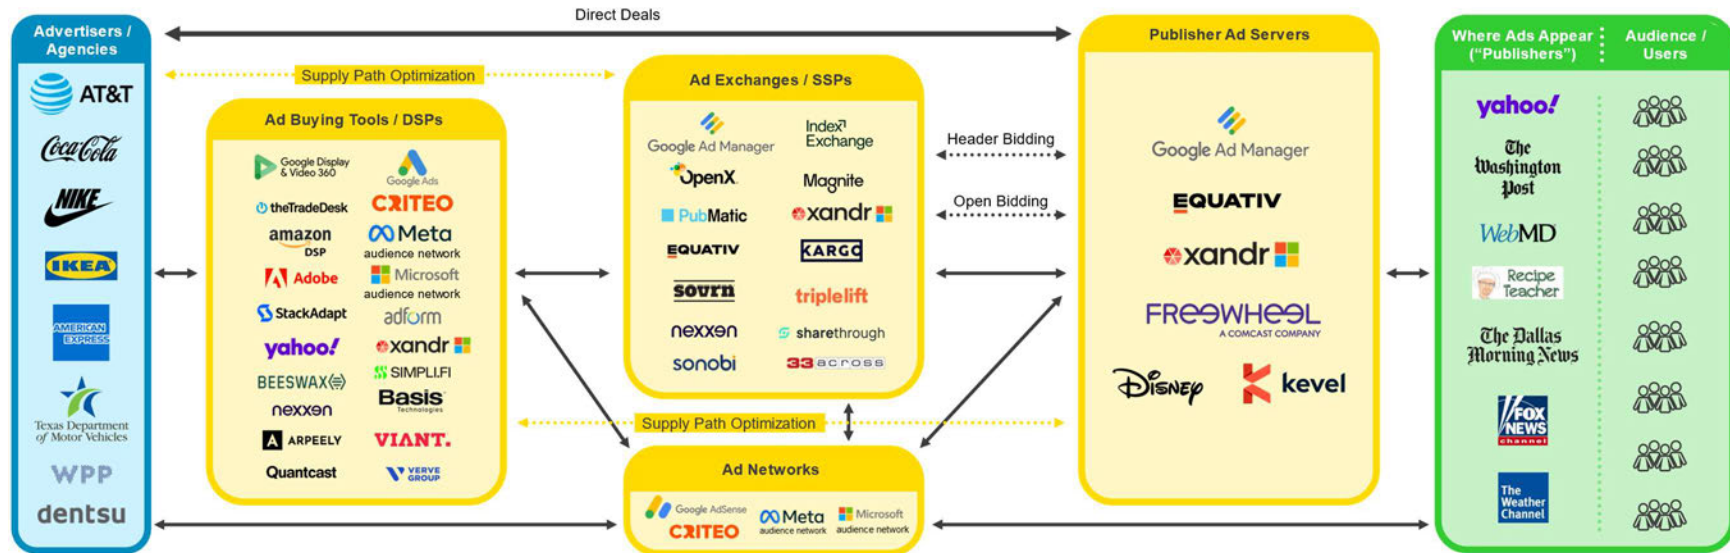 Direct Deals
Advertisers /
Agencies
AT&T
Coca-Cola
NIKE
IKEA
AMERICAN
EXPRESS
Texas Department
of Motor Vehicles
WPP
dentsu
Supply Path Optimization
Ad Buying Tools / DSPs
Google Display
& Video 360
Google Ads
theTradeDesk
CRITEO
amazon
DSP
Meta
audience network
Adobe
Microsoft
audience network
StackAdapt
adform
yahoo!
xandr
BEESWAX
SIMPLI.FI
nexxen
Basis
Technologies
ARPEELY
VIANT.
Quantcast
VERVE
GROUP
Ad Exchanges / SSPs
Google Ad Manager
Index
Exchange
OpenX
Magnite
PubMatic
xandr
EQUATIV
KARGO
sovrn
triplelift
nexxen
sharethrough
sonobi
33across
Supply Path Optimization
Ad Networks
Google AdSense
CRITEO
Meta
audience network
Microsoft
audience network
Header Bidding
Open Bidding
Publisher Ad Servers
Google Ad Manager
EQUATIV
xandr
FREEWHEEL
A COMCAST COMPANY
Disney
kevel
Where Ads Appear
("Publishers")
Audience /
Users
yahoo!
The
Washington
Post
WebMD
Recipe
Teacher
The Dallas
Morning News
FOX
NEWS
channel
The
Weather
Channel